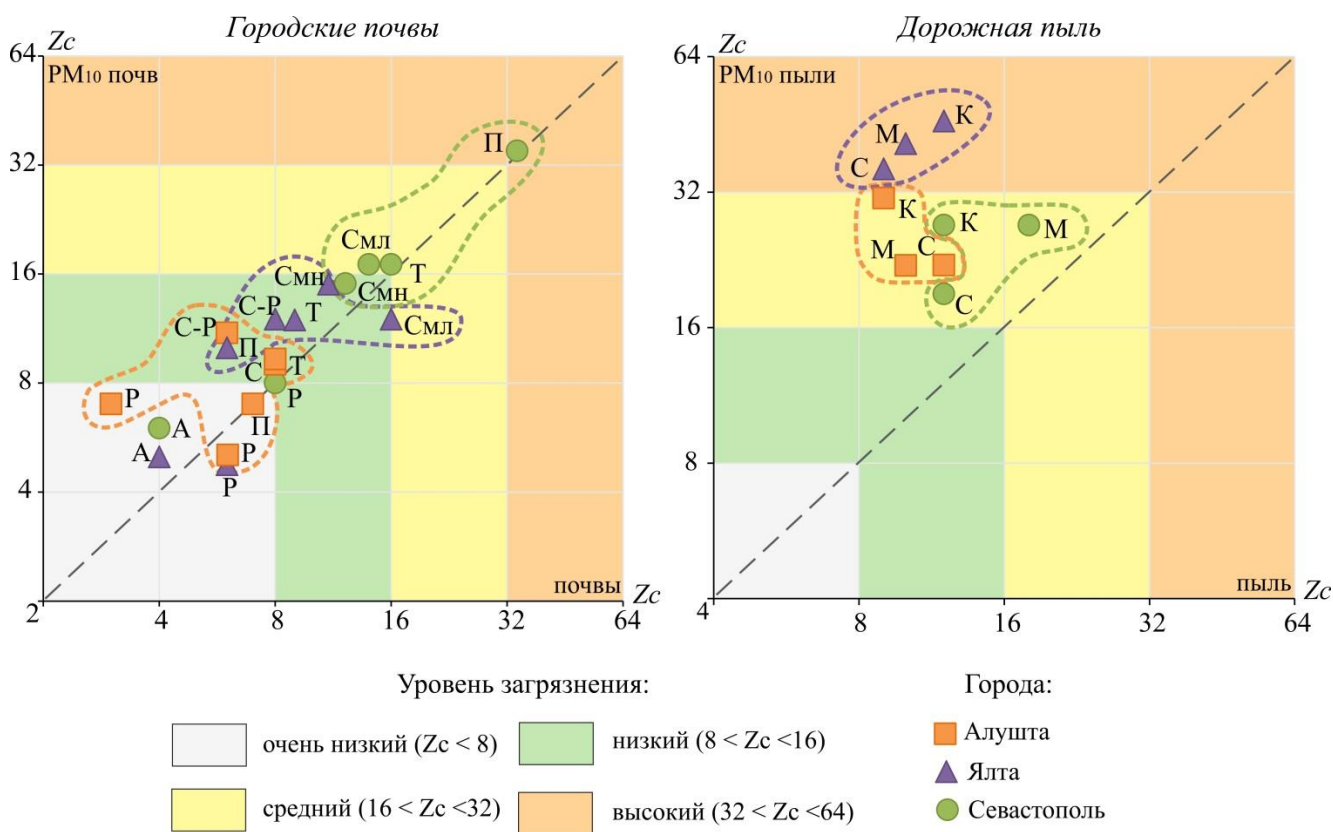 Городские почвы
Zc
64
PM10 почв
32
16
8
4
2
4
8
16
32
64
Zc
почвы
П
Смл
Т
Смн
Смн
С-Р
Т
Смл
С-Р
П
С
Т
Р
Р
П
А
А
Р
Р
Дорожная пыль
Zc
64
PM10 пыли
32
16
8
4
8
16
32
64
Zc
пыль
К
М
С
К
К
М
М
С
С
Уровень загрязнения:
очень низкий (Zc < 8)
низкий (8 < Zc <16)
средний (16 < Zc <32)
высокий (32 < Zc <64)
Города:
Алушта
Ялта
Севастополь